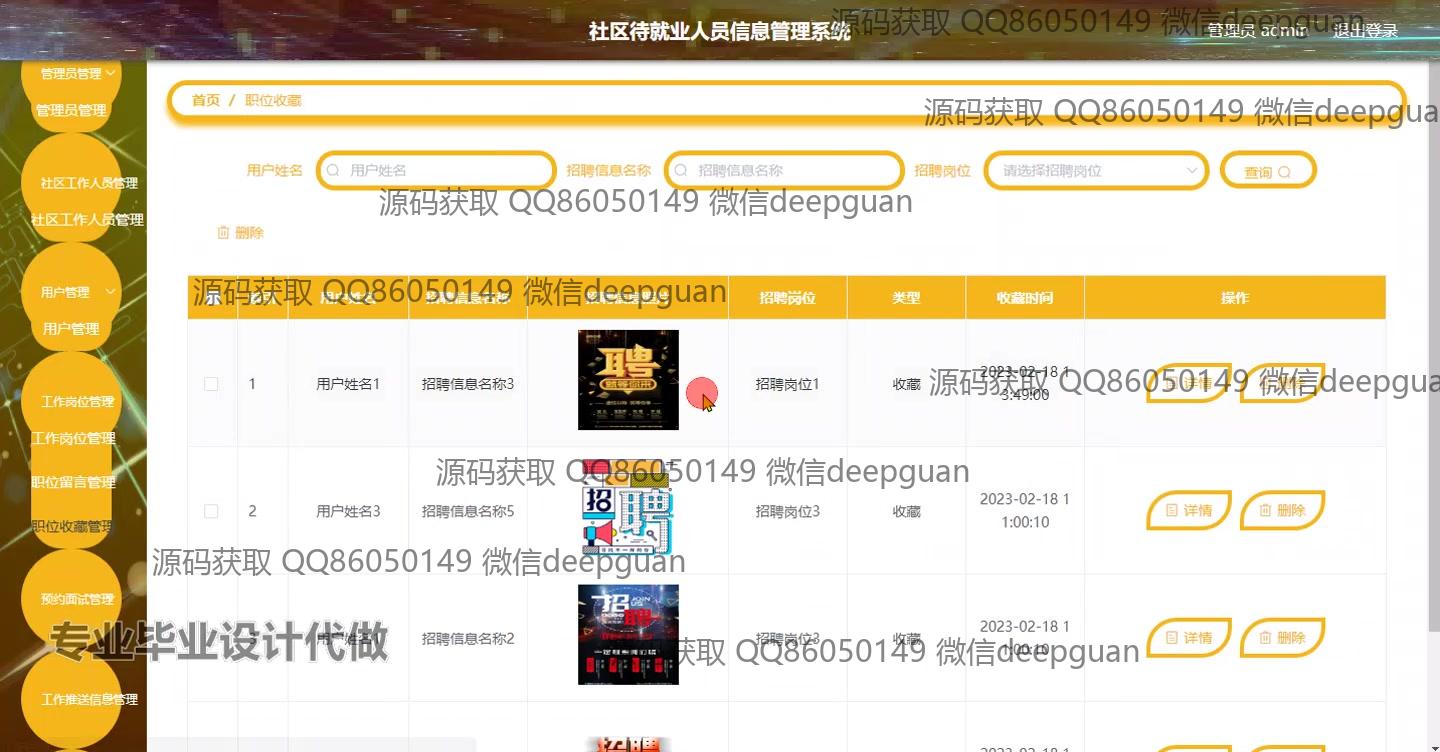 社区待就业人员信息管理系统
源码获取 QQ86050149 微信deepguan
管理员 admin
退出登录
管理员管理
管理员管理
社区工作人员管理
社区工作人员管理
用户管理
用户管理
工作岗位管理
工作岗位管理
职位留言管理
职位收藏管理
预约面试管理
工作推送信息管理
首页 / 职位收藏
源码获取 QQ86050149 微信deepgua
用户姓名 用户姓名 招聘信息名称 招聘信息名称 招聘岗位 请选择招聘岗位 查询
源码获取 QQ86050149 微信deepguan
删除
源码获取 QQ86050149 微信deepguan
招聘岗位 类型 收藏时间 操作
1 用户姓名1 招聘信息名称3 聘 招聘岗位1 收藏 2023-02-18 1
3:49:00
详情 删除
源码获取 QQ86050149 微信deepgua
源码获取 QQ86050149 微信deepguan
2 用户姓名3 招聘信息名称5 招聘 招聘岗位3 收藏 2023-02-18 1
1:00:10
详情 删除
源码获取 QQ86050149 微信deepguan
专业毕业设计代做
招聘信息名称2 招聘 JOIN US 招聘岗位3 收藏 2023-02-18 1
1:00:10
详情 删除
获取 QQ86050149 微信deepguan